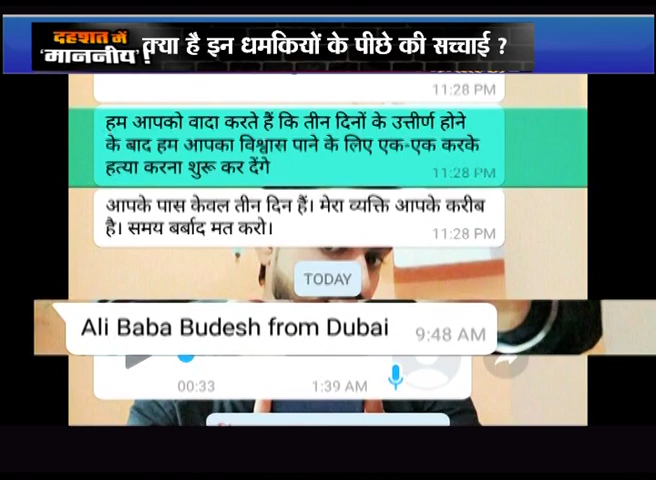 दहशत में
'माननीय'!
क्या है इन धमकियों के पीछे की सच्चाई ?
11:28 PM
हम आपको वादा करते हैं कि तीन दिनों के उत्तीर्ण होने
के बाद हम आपका विश्वास पाने के लिए एक-एक करके
हत्या करना शुरू कर देंगे
11:28 PM
आपके पास केवल तीन दिन हैं। मेरा व्यक्ति आपके करीब
है। समय बर्बाद मत करो।
11:28 PM
TODAY
Ali Baba Budesh from Dubai
9:48 AM
00:33
1:39 AM